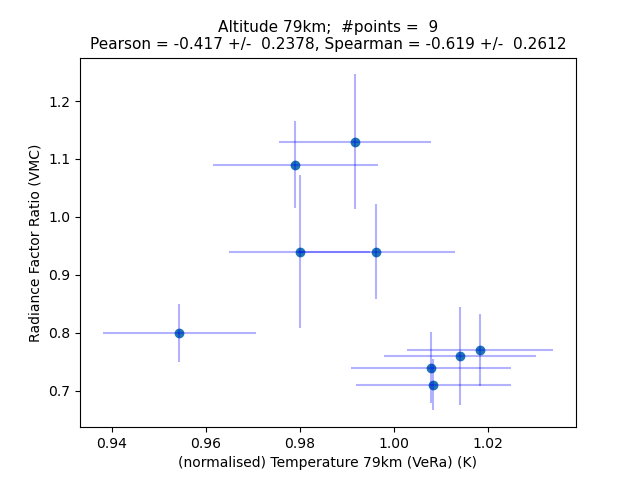 Altitude 79km;  #points =  9
Pearson = -0.417 +/-  0.2378, Spearman = -0.619 +/-  0.2612
Radiance Factor Ratio (VMC)
1.2
1.1
1.0
0.9
0.8
0.7
0.94 0.96 0.98 1.00 1.02
(normalised) Temperature 79km (VeRa) (K)